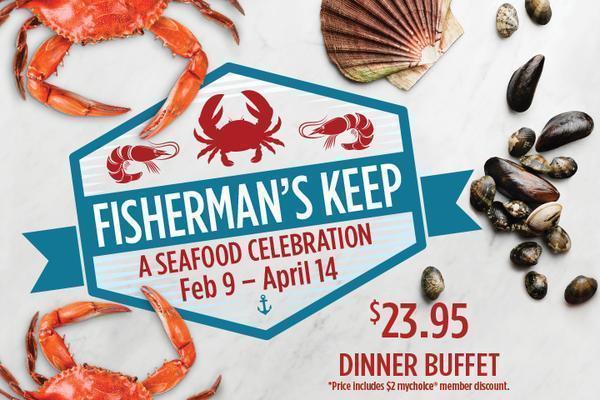 FISHERMAN'S KEEP
A SEAFOOD CELEBRATION
Feb 9 – April 14
$23.95
DINNER BUFFET
*Price includes $2 mychoice® member discount.